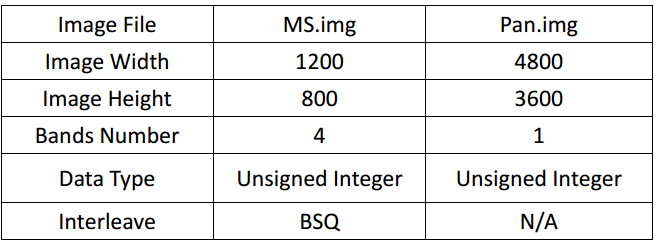 Image File MS.img Pan.img
Image Width 1200 4800
Image Height 800 3600
Bands Number 4 1
Data Type Unsigned Integer Unsigned Integer
Interleave BSQ N/A